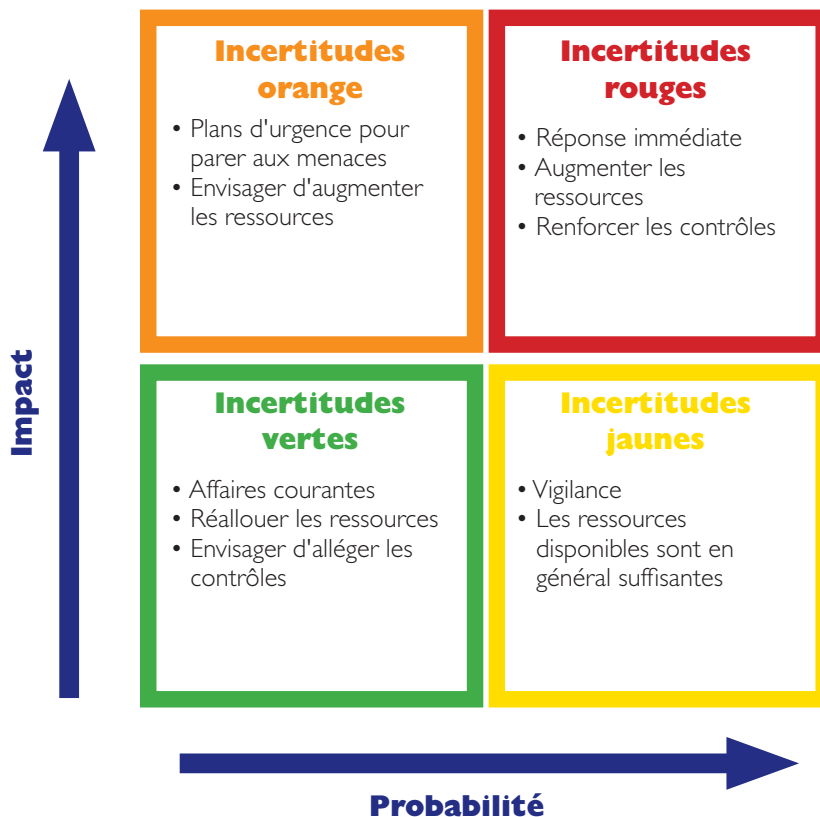 Incertitudes
orange
• Plans d'urgence pour
parer aux menaces
• Envisager d'augmenter
les ressources
Incertitudes
rouges
• Réponse immédiate
• Augmenter les
ressources
• Renforcer les contrôles
Impact
Incertitudes
vertes
• Affaires courantes
• Réallouer les ressources
• Envisager d'alléger les
contrôles
Incertitudes
jaunes
• Vigilance
• Les ressources
disponibles sont en
général suffisantes
Probabilité